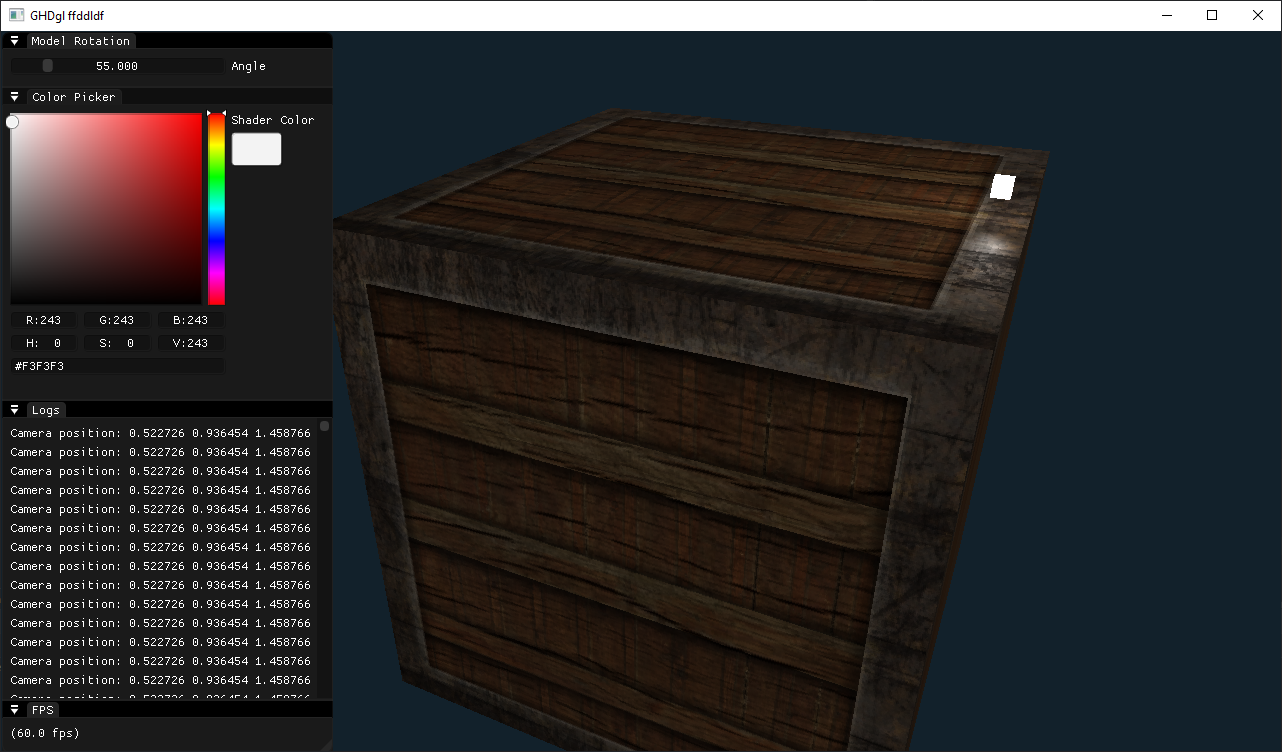 GHDgl ffddldf
Model Rotation
55.000 Angle
Color Picker
Shader Color
R:243 G:243 B:243
H: 0 S: 0 V:243
#F3F3F3
Logs
Camera position: 0.522726 0.936454 1.458766
Camera position: 0.522726 0.936454 1.458766
Camera position: 0.522726 0.936454 1.458766
Camera position: 0.522726 0.936454 1.458766
Camera position: 0.522726 0.936454 1.458766
Camera position: 0.522726 0.936454 1.458766
Camera position: 0.522726 0.936454 1.458766
Camera position: 0.522726 0.936454 1.458766
Camera position: 0.522726 0.936454 1.458766
Camera position: 0.522726 0.936454 1.458766
Camera position: 0.522726 0.936454 1.458766
Camera position: 0.522726 0.936454 1.458766
Camera position: 0.522726 0.936454 1.458766
Camera position: 0.522726 0.936454 1.458766
FPS
(60.0 fps)